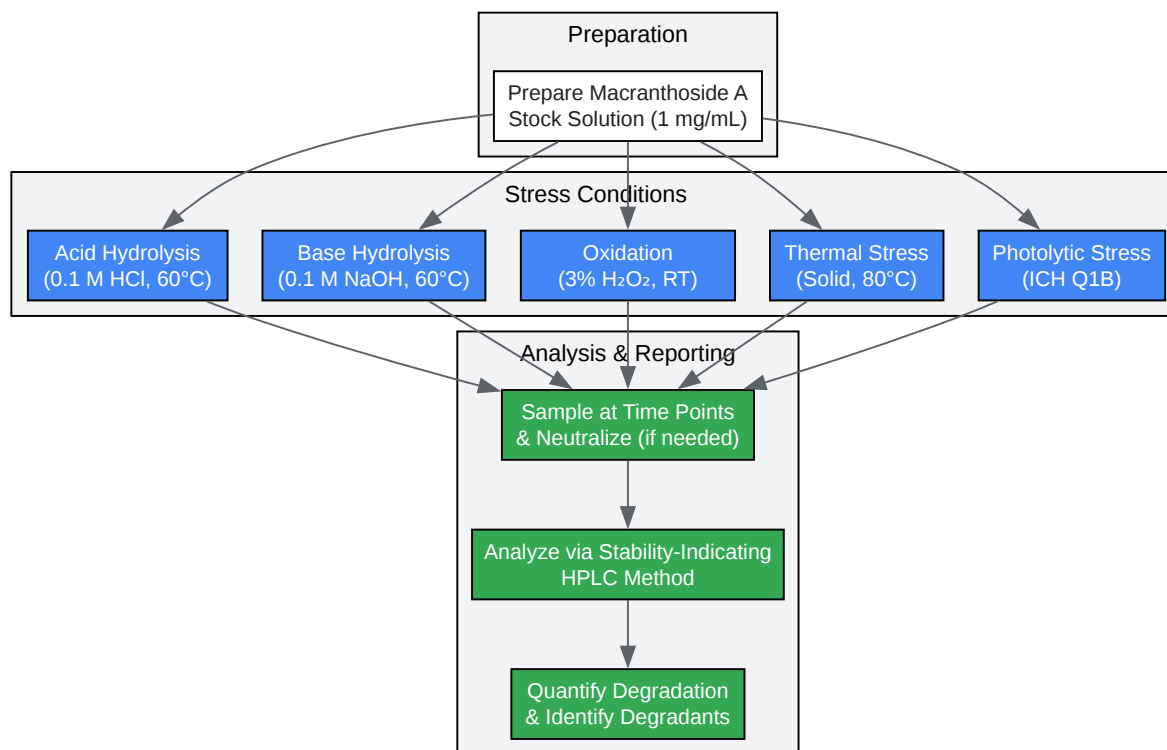 Preparation
Prepare Macranthoside A
Stock Solution (1 mg/mL)
Stress Conditions
Acid Hydrolysis
(0.1 M HCl, 60°C)
Base Hydrolysis
(0.1 M NaOH, 60°C)
Oxidation
(3% H₂O₂, RT)
Thermal Stress
(Solid, 80°C)
Photolytic Stress
(ICH Q1B)
Analysis & Reporting
Sample at Time Points
& Neutralize (if needed)
Analyze via Stability-Indicating
HPLC Method
Quantify Degradation
& Identify Degradants